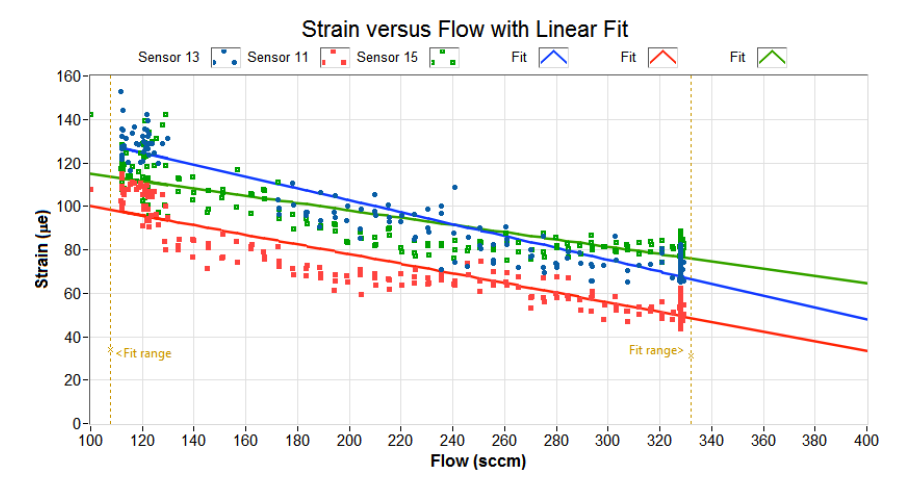 Strain versus Flow with Linear Fit
Sensor 13 Sensor 11 Sensor 15 Fit Fit Fit
160
140
120
100
80
60
40
20
0
Strain (µe)
<Fit range
Fit range>
100 120 140 160 180 200 220 240 260 280 300 320 340 360 380 400
Flow (sccm)